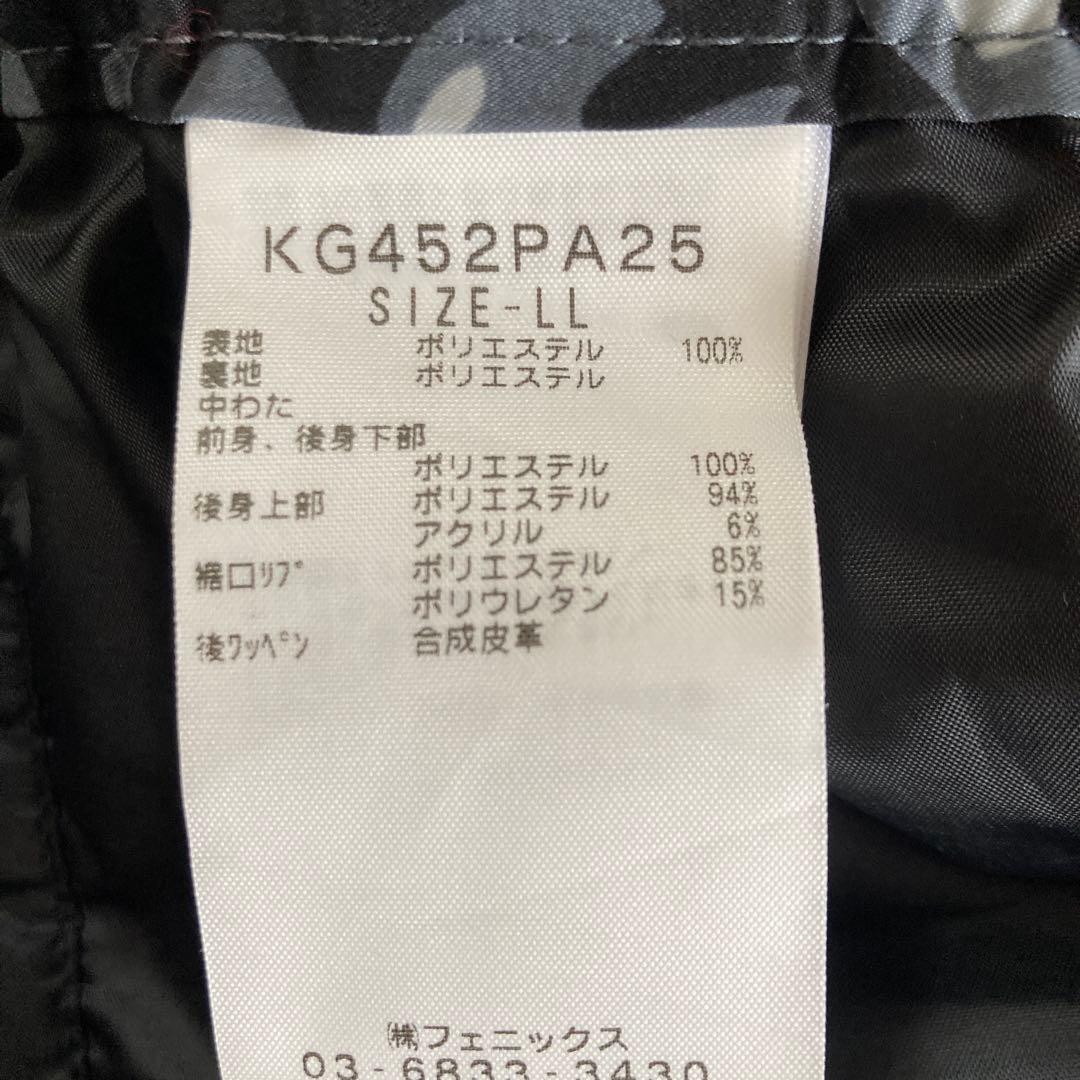 KG452PA25
SIZE-LL
表地 ポリエステル 100%
裏地 ポリエステル
中わた
前身、後身下部
ポリエステル 100%
後身上部 ポリエステル 94%
アクリル 6%
裾口ﾘﾌﾞ ポリエステル 85%
ポリウレタン 15%
後ﾜｯﾍﾟﾝ 合成皮革
㈱フェニックス
03-6833-3430